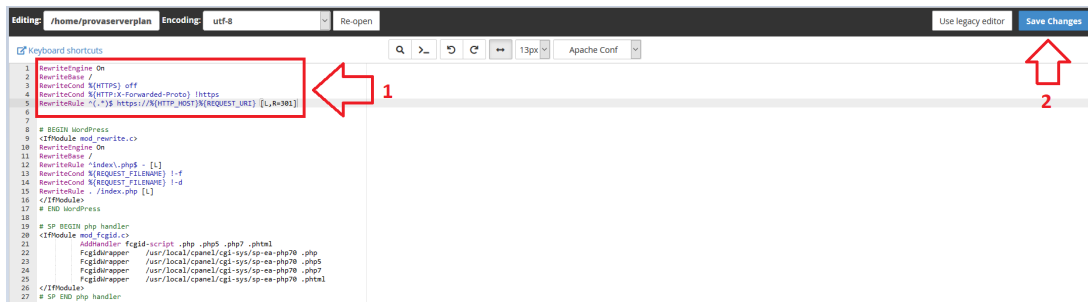 Editing: /home/provaserverplan Encoding: utf-8 Re-open Use legacy editor Save Changes
Keyboard shortcuts 13px Apache Conf
1 RewriteEngine On
2 RewriteBase /
3 RewriteCond %{HTTPS} off
4 RewriteCond %{HTTP:X-Forwarded-Proto} !https
5 RewriteRule ^(.*)$ https://%{HTTP_HOST}%{REQUEST_URI} [L,R=301]
1
2
6
7
8 # BEGIN WordPress
9 <IfModule mod_rewrite.c>
10 RewriteEngine On
11 RewriteBase /
12 RewriteRule ^index\.php$ - [L]
13 RewriteCond %{REQUEST_FILENAME} !-f
14 RewriteCond %{REQUEST_FILENAME} !-d
15 RewriteRule . /index.php [L]
16 </IfModule>
17 # END WordPress
18
19 # SP BEGIN php handler
20 <IfModule mod_fcgid.c>
21 AddHandler fcgid-script .php .php5 .php7 .phtml
22 FcgidWrapper /usr/local/cpanel/cgi-sys/sp-ea-php70 .php
23 FcgidWrapper /usr/local/cpanel/cgi-sys/sp-ea-php70 .php5
24 FcgidWrapper /usr/local/cpanel/cgi-sys/sp-ea-php70 .php7
25 FcgidWrapper /usr/local/cpanel/cgi-sys/sp-ea-php70 .phtml
26 </IfModule>
27 # SP END php handler